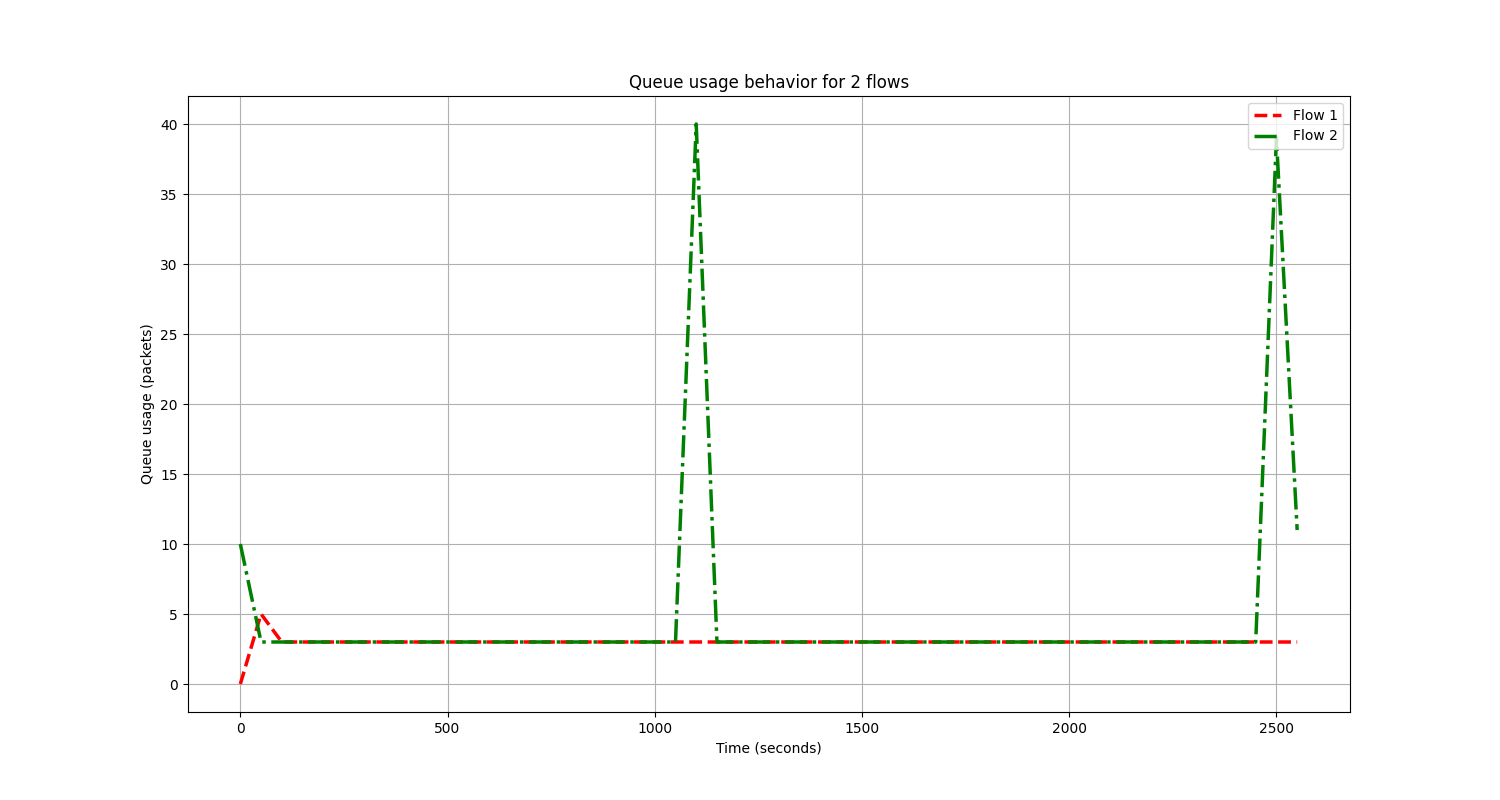 Queue usage behavior for 2 flows
Flow 1
Flow 2
40
35
30
25
20
15
10
5
0
Queue usage (packets)
0 500 1000 1500 2000 2500
Time (seconds)